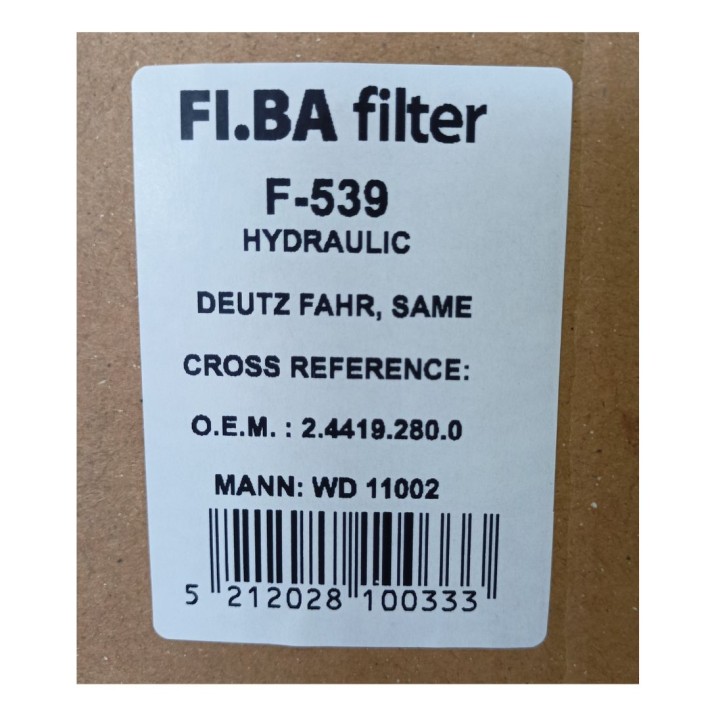 FI.BA filter
F-539
HYDRAULIC
DEUTZ FAHR, SAME
CROSS REFERENCE:
O.E.M. : 2.4419.280.0
MANN: WD 11002
5 212028 100333